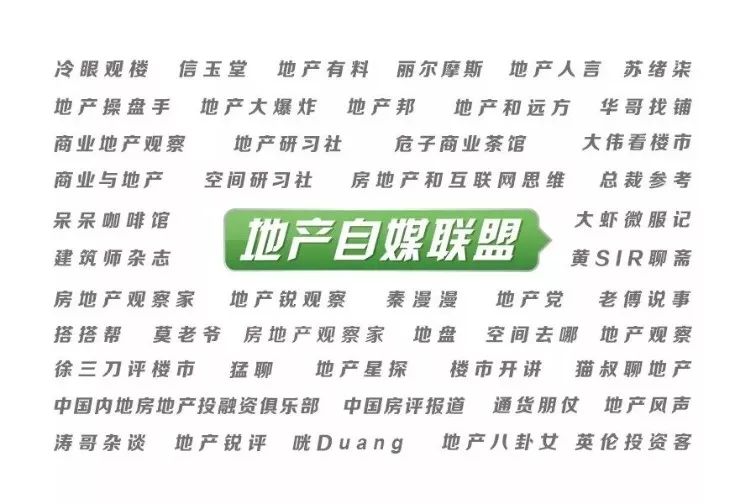 冷眼观楼 信玉堂 地产有料 丽尔摩斯 地产人言 苏绪柒
地产操盘手 地产大爆炸 地产邦 地产和远方 华哥找铺
商业地产观察 地产研习社 危子商业茶馆 大伟看楼市
商业与地产 空间研习社 房地产和互联网思维 总裁参考
呆呆咖啡馆 大虾微服记
地产自媒联盟
建筑师杂志 黄SIR聊斋
房地产观察家 地产锐观察 秦漫漫 地产党 老傅说事
搭搭帮 莫老爷 房地产观察家 地盘 空间去哪 地产观察
徐三刀评楼市 猛聊 地产星探 楼市开讲 猫叔聊地产
中国内地房地产投融资俱乐部 中国房评报道 通货朋仗 地产风声
涛哥杂谈 地产锐评 咣Duang 地产八卦女 英伦投资客